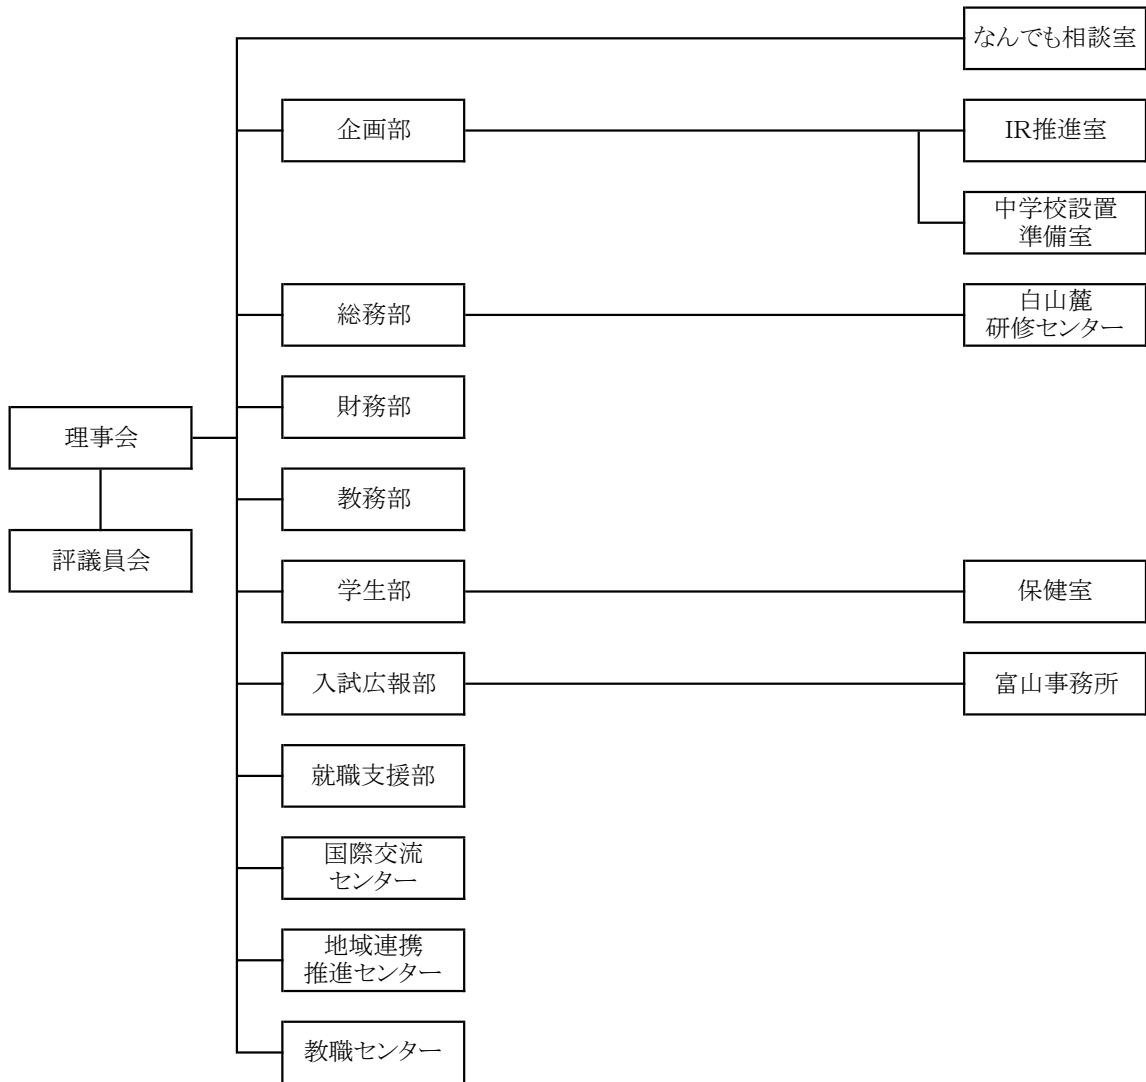 なんでも相談室
企画部
IR推進室
中学校設置
準備室
総務部
白山麓
研修センター
財務部
理事会
教務部
評議員会
学生部
保健室
入試広報部
富山事務所
就職支援部
国際交流
センター
地域連携
推進センター
教職センター